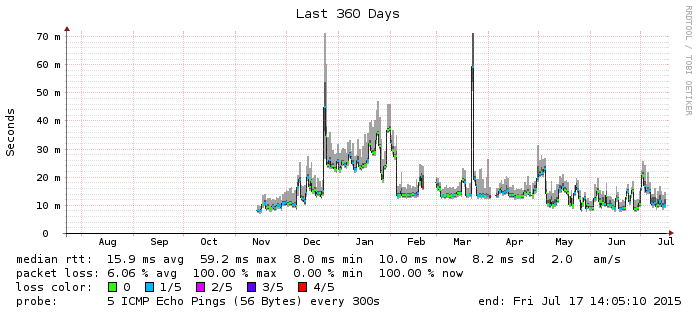 Last 360 Days
RRDTOOL / TOBI OETIKER
Seconds
70 m
60 m
50 m
40 m
30 m
20 m
10 m
0
Aug Sep Oct Nov Dec Jan Feb Mar Apr May Jun Jul
median rtt: 15.9 ms avg 59.2 ms max 8.0 ms min 10.0 ms now 8.2 ms sd 2.0 am/s
packet loss: 6.06 % avg 100.00 % max 0.00 % min 100.00 % now
loss color: 0 1/5 2/5 3/5 4/5
probe: 5 ICMP Echo Pings (56 Bytes) every 300s end: Fri Jul 17 14:05:10 2015